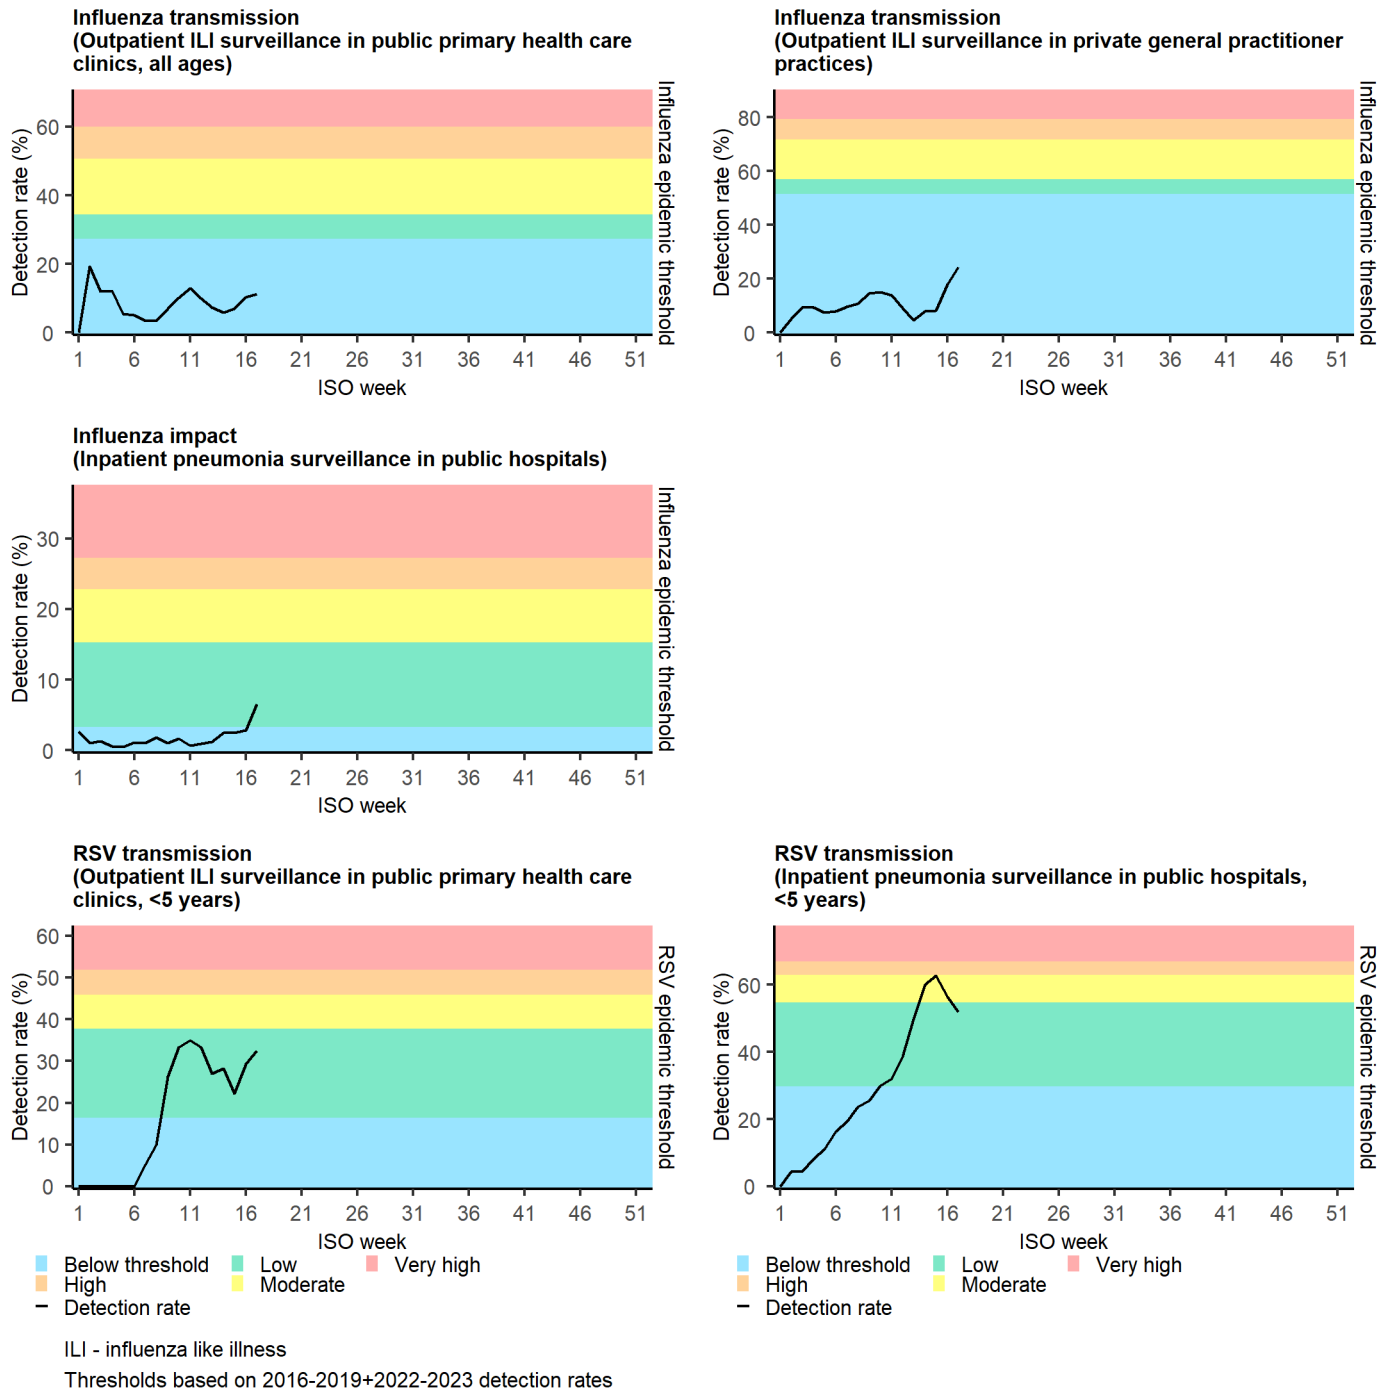 Influenza transmission
(Outpatient ILI surveillance in public primary health care
clinics, all ages)
Detection rate (%)
60
40
20
0
1 6 11 16 21 26 31 36 41 46 51
ISO week
Influenza epidemic threshold
Influenza transmission
(Outpatient ILI surveillance in private general practitioner
practices)
Detection rate (%)
80
60
40
20
0
1 6 11 16 21 26 31 36 41 46 51
ISO week
Influenza epidemic threshold
Influenza impact
(Inpatient pneumonia surveillance in public hospitals)
Detection rate (%)
30
20
10
0
1 6 11 16 21 26 31 36 41 46 51
ISO week
Influenza epidemic threshold
RSV transmission
(Outpatient ILI surveillance in public primary health care
clinics, <5 years)
Detection rate (%)
60
50
40
30
20
10
0
1 6 11 16 21 26 31 36 41 46 51
ISO week
RSV epidemic threshold
Below threshold Low Very high
High Moderate
Detection rate
RSV transmission
(Inpatient pneumonia surveillance in public hospitals,
<5 years)
Detection rate (%)
60
40
20
0
1 6 11 16 21 26 31 36 41 46 51
ISO week
RSV epidemic threshold
Below threshold Low Very high
High Moderate
Detection rate
ILI - influenza like illness
Thresholds based on 2016-2019+2022-2023 detection rates